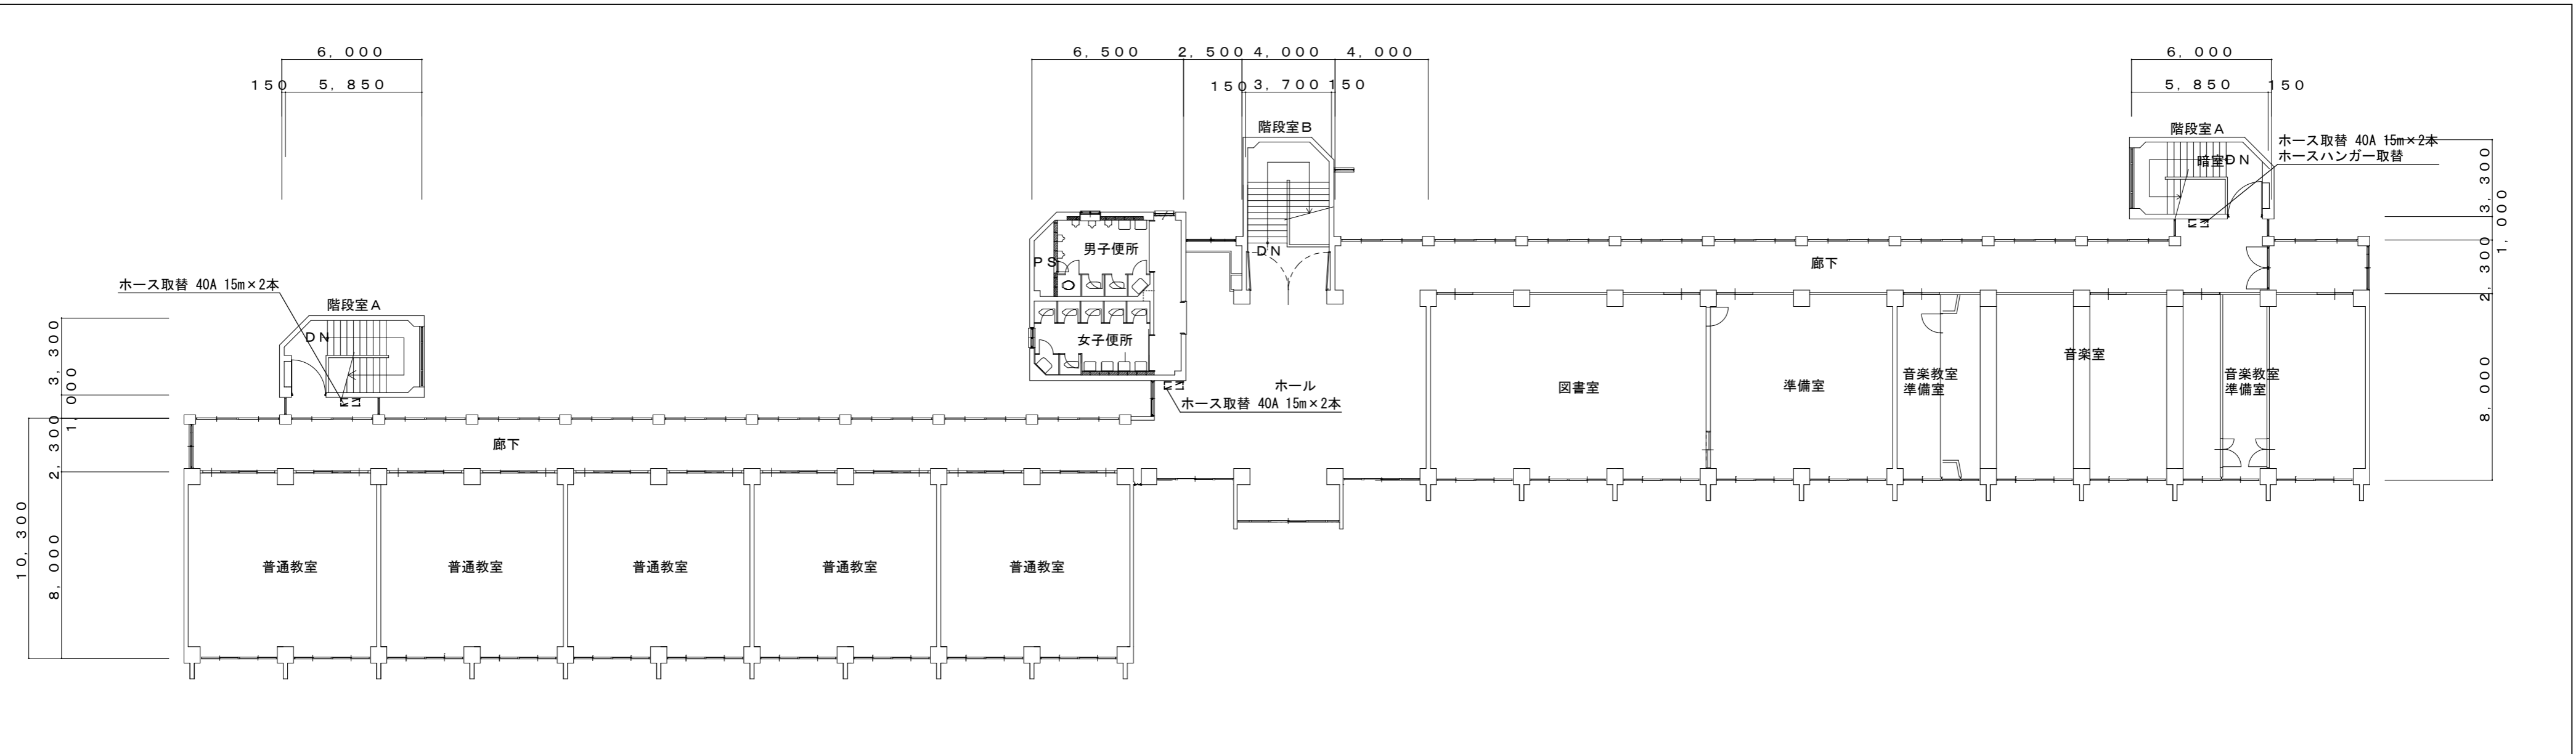 6,000
6,500
2,500
4,000
4,000
6,000
150
5,850
150
3,700
150
5,850
150
階段室B
階段室A
ホース取替 40A 15m×2本
ホースハンガー取替
暗室
DN
3,300
1,000
男子便所
DN
PS
廊下
2,300
ホース取替 40A 15m×2本
階段室A
DN
女子便所
音楽室
3,300
1,000
ホール
図書室
準備室
音楽教室
準備室
音楽教室
準備室
8,000
ホース取替 40A 15m×2本
廊下
2,300
10,300
8,000
普通教室
普通教室
普通教室
普通教室
普通教室